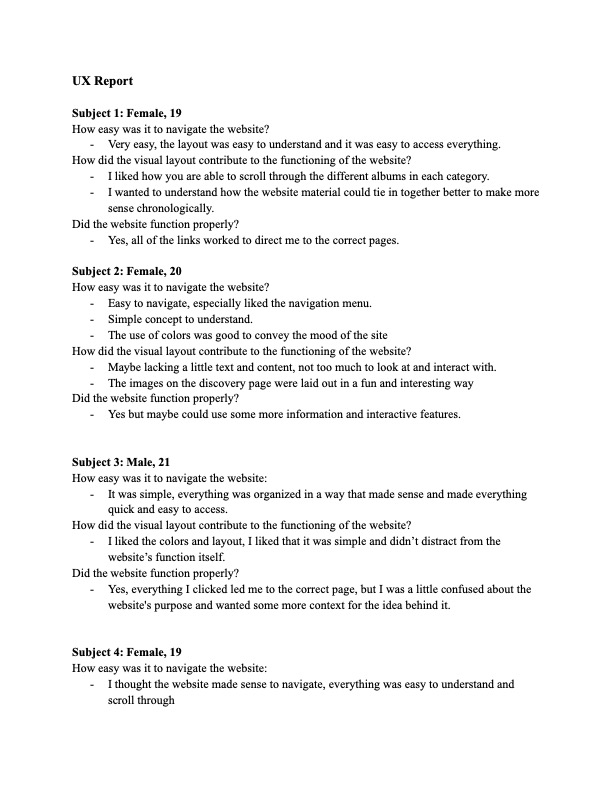 UX Report
Subject 1: Female, 19
How easy was it to navigate the website?
- Very easy, the layout was easy to understand and it was easy to access everything.
How did the visual layout contribute to the functioning of the website?
- I liked how you are able to scroll through the different albums in each category.
- I wanted to understand how the website material could tie in together better to make more
sense chronologically.
Did the website function properly?
- Yes, all of the links worked to direct me to the correct pages.
Subject 2: Female, 20
How easy was it to navigate the website?
- Easy to navigate, especially liked the navigation menu.
- Simple concept to understand.
- The use of colors was good to convey the mood of the site
How did the visual layout contribute to the functioning of the website?
- Maybe lacking a little text and content, not too much to look at and interact with.
- The images on the discovery page were laid out in a fun and interesting way
Did the website function properly?
- Yes but maybe could use some more information and interactive features.
Subject 3: Male, 21
How easy was it to navigate the website:
- It was simple, everything was organized in a way that made sense and made everything
quick and easy to access.
How did the visual layout contribute to the functioning of the website?
- I liked the colors and layout, I liked that it was simple and didn’t distract from the
website’s function itself.
Did the website function properly?
- Yes, everything I clicked led me to the correct page, but I was a little confused about the
website's purpose and wanted some more context for the idea behind it.
Subject 4: Female, 19
How easy was it to navigate the website:
- I thought the website made sense to navigate, everything was easy to understand and
scroll through